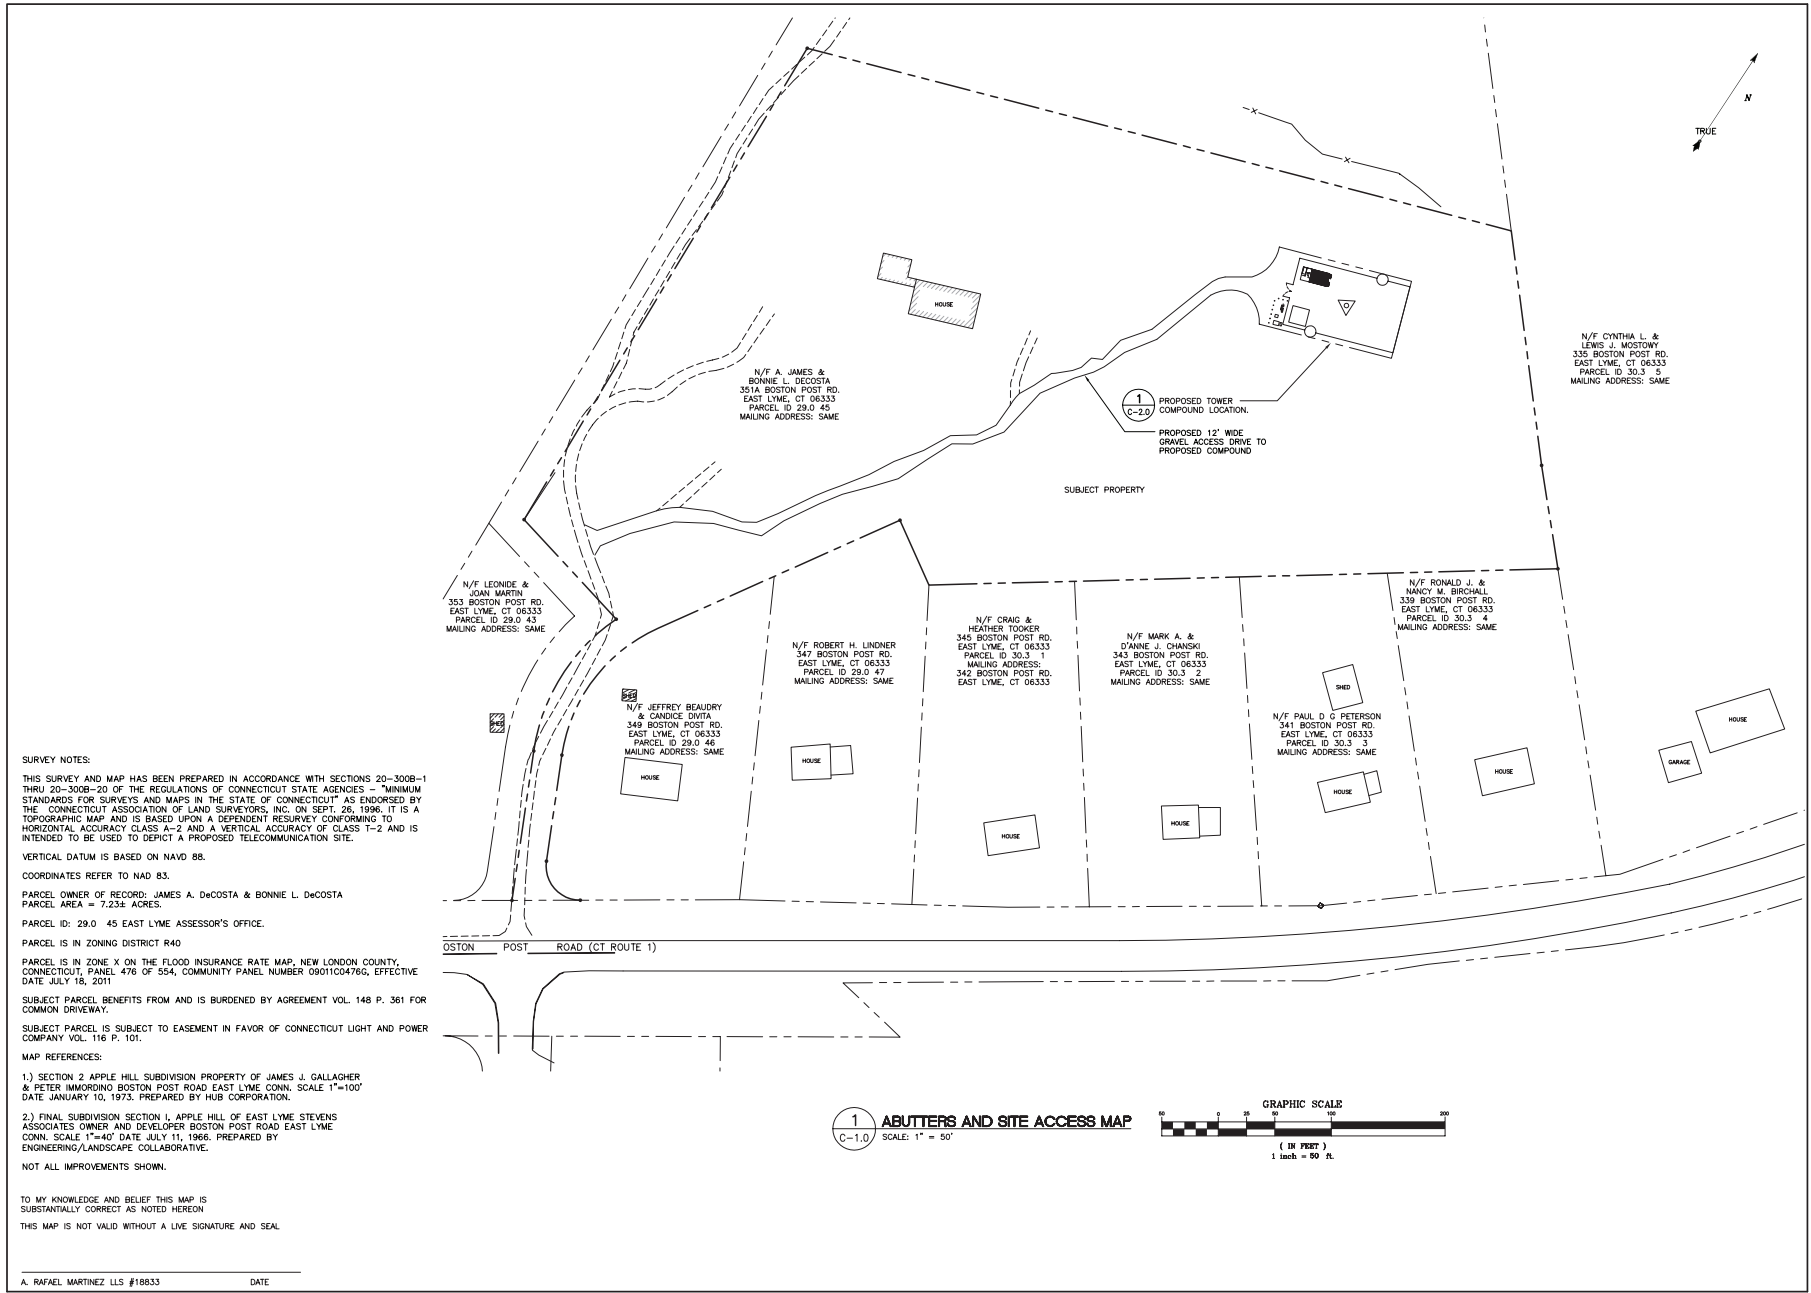 N
TRUE
HOUSE
N/F CYNTHIA L. &
LEWIS J. MOSTOWY
335 BOSTON POST RD.
EAST LYME, CT 06333
PARCEL ID 30.3 5
MAILING ADDRESS: SAME
N/F A. JAMES &
BONNIE L. DECOSTA
351A BOSTON POST RD.
EAST LYME, CT 06333
PARCEL ID 29.0 45
MAILING ADDRESS: SAME
1
C-2.0
PROPOSED TOWER
COMPOUND LOCATION.
PROPOSED 12' WIDE
GRAVEL ACCESS DRIVE TO
PROPOSED COMPOUND
SUBJECT PROPERTY
N/F LEONIDE &
JOAN MARTIN
353 BOSTON POST RD.
EAST LYME, CT 06333
PARCEL ID 29.0 43
MAILING ADDRESS: SAME
N/F ROBERT H. LINDNER
347 BOSTON POST RD.
EAST LYME, CT 06333
PARCEL ID 29.0 47
MAILING ADDRESS: SAME
N/F CRAIG &
HEATHER TOOKER
345 BOSTON POST RD.
EAST LYME, CT 06333
PARCEL ID 30.3 1
MAILING ADDRESS:
342 BOSTON POST RD.
EAST LYME, CT 06333
N/F MARK A. &
D'ANNE J. CHANSKI
343 BOSTON POST RD.
EAST LYME, CT 06333
PARCEL ID 30.3 2
MAILING ADDRESS: SAME
N/F RONALD J. &
NANCY M. BIRCHALL
339 BOSTON POST RD.
EAST LYME, CT 06333
PARCEL ID 30.3 4
MAILING ADDRESS: SAME
SHED
SHED
SHED
N/F JEFFREY BEAUDRY
& CANDICE DIVITA
349 BOSTON POST RD.
EAST LYME, CT 06333
PARCEL ID 29.0 46
MAILING ADDRESS: SAME
N/F PAUL D G PETERSON
341 BOSTON POST RD.
EAST LYME, CT 06333
PARCEL ID 30.3 3
MAILING ADDRESS: SAME
HOUSE
HOUSE
HOUSE
HOUSE
HOUSE
HOUSE
GARAGE
HOUSE
OSTON POST ROAD (CT ROUTE 1)
SURVEY NOTES:
THIS SURVEY AND MAP HAS BEEN PREPARED IN ACCORDANCE WITH SECTIONS 20-300B-1
THRU 20-300B-20 OF THE REGULATIONS OF CONNECTICUT STATE AGENCIES - "MINIMUM
STANDARDS FOR SURVEYS AND MAPS IN THE STATE OF CONNECTICUT" AS ENDORSED BY
THE CONNECTICUT ASSOCIATION OF LAND SURVEYORS, INC. ON SEPT. 26, 1996. IT IS A
TOPOGRAPHIC MAP AND IS BASED UPON A DEPENDENT RESURVEY CONFORMING TO
HORIZONTAL ACCURACY CLASS A-2 AND A VERTICAL ACCURACY OF CLASS T-2 AND IS
INTENDED TO BE USED TO DEPICT A PROPOSED TELECOMMUNICATION SITE.
VERTICAL DATUM IS BASED ON NAVD 88.
COORDINATES REFER TO NAD 83.
PARCEL OWNER OF RECORD: JAMES A. DeCOSTA & BONNIE L. DeCOSTA
PARCEL AREA = 7.23± ACRES.
PARCEL ID: 29.0 45 EAST LYME ASSESSOR'S OFFICE.
PARCEL IS IN ZONING DISTRICT R40
PARCEL IS IN ZONE X ON THE FLOOD INSURANCE RATE MAP, NEW LONDON COUNTY,
CONNECTICUT, PANEL 476 OF 554, COMMUNITY PANEL NUMBER 09011C0476G, EFFECTIVE
DATE JULY 18, 2011
SUBJECT PARCEL BENEFITS FROM AND IS BURDENED BY AGREEMENT VOL. 148 P. 361 FOR
COMMON DRIVEWAY.
SUBJECT PARCEL IS SUBJECT TO EASEMENT IN FAVOR OF CONNECTICUT LIGHT AND POWER
COMPANY VOL. 116 P. 101.
MAP REFERENCES:
1.) SECTION 2 APPLE HILL SUBDIVISION PROPERTY OF JAMES J. GALLAGHER
& PETER IMMORDINO BOSTON POST ROAD EAST LYME CONN. SCALE 1"=100'
DATE JANUARY 10, 1973. PREPARED BY HUB CORPORATION.
2.) FINAL SUBDIVISION SECTION I, APPLE HILL OF EAST LYME STEVENS
ASSOCIATES OWNER AND DEVELOPER BOSTON POST ROAD EAST LYME
CONN. SCALE 1"=40' DATE JULY 11, 1966. PREPARED BY
ENGINEERING/LANDSCAPE COLLABORATIVE.
NOT ALL IMPROVEMENTS SHOWN.
TO MY KNOWLEDGE AND BELIEF THIS MAP IS
SUBSTANTIALLY CORRECT AS NOTED HEREON
THIS MAP IS NOT VALID WITHOUT A LIVE SIGNATURE AND SEAL
A. RAFAEL MARTINEZ LLS #18833 DATE
1
C-1.0
ABUTTERS AND SITE ACCESS MAP
SCALE: 1" = 50'
GRAPHIC SCALE
50 0 25 50 100 200
( IN FEET )
1 inch = 50 ft.